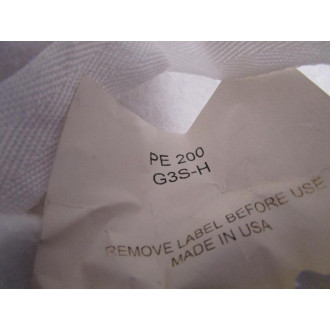 PE 200
G3S-H
REMOVE LABEL BEFORE USE
MADE IN USA